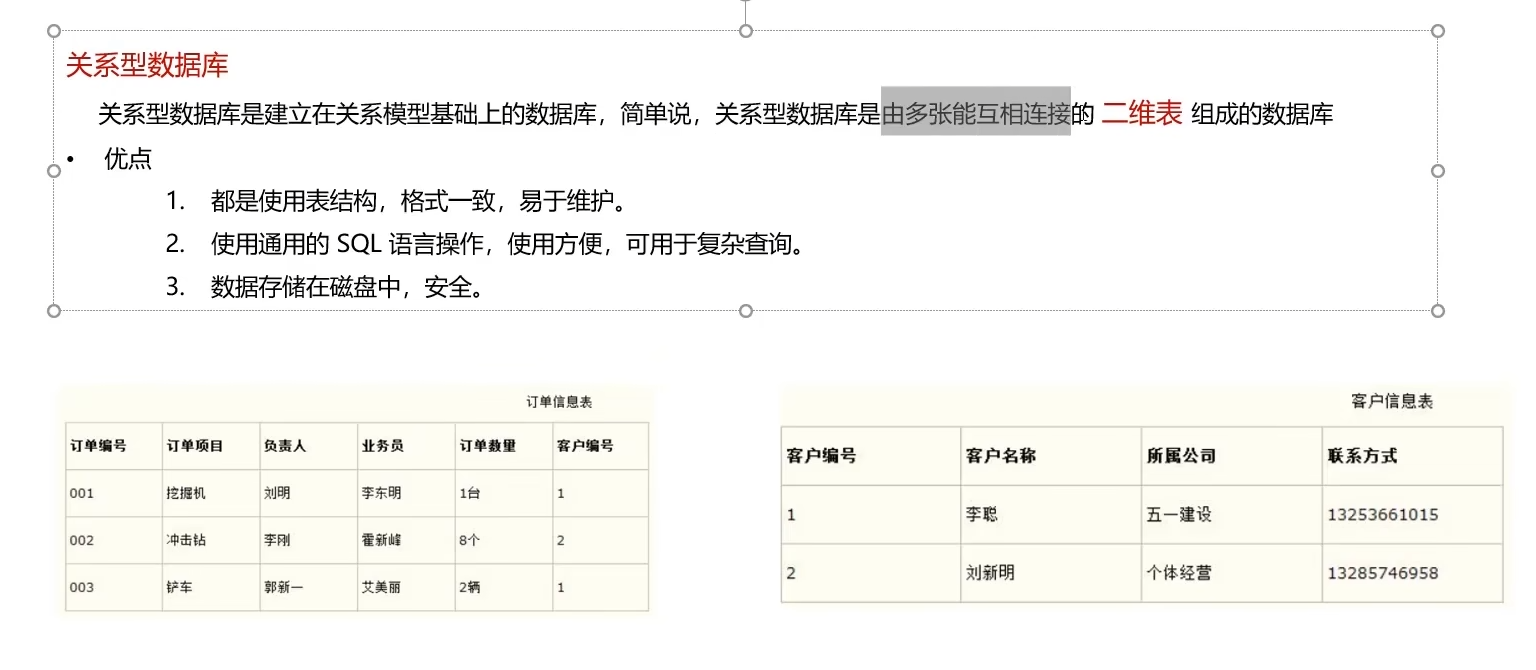 关系型数据库
关系型数据库是建立在关系模型基础上的数据库，简单说，关系型数据库是由多张能互相连接的 二维表 组成的数据库
• 优点
1. 都是使用表结构，格式一致，易于维护。
2. 使用通用的 SQL 语言操作，使用方便，可用于复杂查询。
3. 数据存储在磁盘中，安全。
订单信息表
订单编号 订单项目 负责人 业务员 订单数量 客户编号
001 挖掘机 刘明 李东明 1台 1
002 冲击钻 李刚 霍新峰 8个 2
003 铲车 郭新一 艾美丽 2辆 1
客户信息表
客户编号 客户名称 所属公司 联系方式
1 李聪 五一建设 13253661015
2 刘新明 个体经营 13285746958